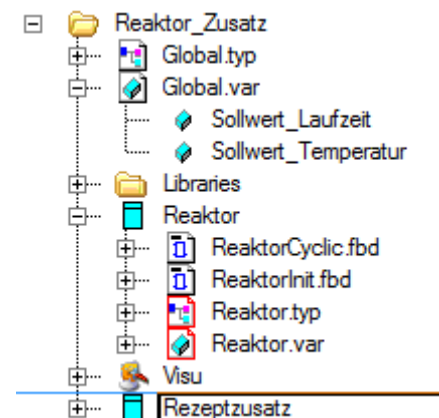 Reaktor_Zusatz
Global.typ
Global.var
Sollwert_Laufzeit
Sollwert_Temperatur
Libraries
Reaktor
ReaktorCyclic.fbd
ReaktorInit.fbd
Reaktor.typ
Reaktor.var
Visu
Rezeptzusatz